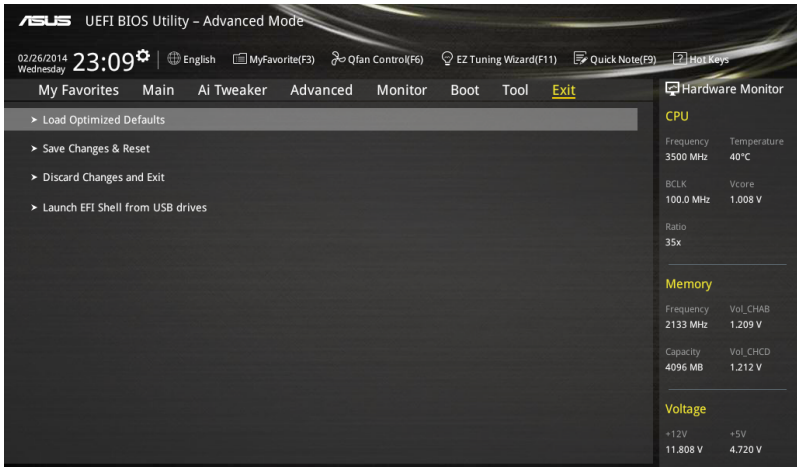 ASUS UEFI BIOS Utility – Advanced Mode
02/26/2014
Wednesday
23:09
English MyFavorite(F3) Qfan Control(F6) EZ Tuning Wizard(F11) Quick Note(F9) ? Hot Keys
My Favorites Main Ai Tweaker Advanced Monitor Boot Tool Exit
Hardware Monitor
> Load Optimized Defaults
> Save Changes & Reset
> Discard Changes and Exit
> Launch EFI Shell from USB drives
CPU
Frequency Temperature
3500 MHz 40°C
BCLK Vcore
100.0 MHz 1.008 V
Ratio
35x
Memory
Frequency Vol_CHAB
2133 MHz 1.209 V
Capacity Vol_CHCD
4096 MB 1.212 V
Voltage
+12V +5V
11.808 V 4.720 V